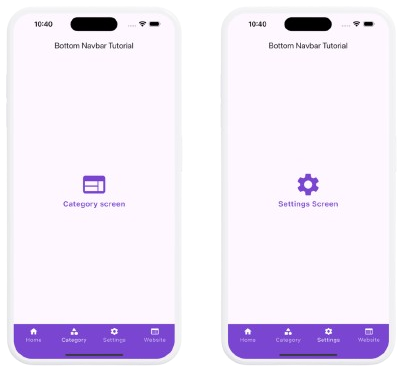 10:40
Bottom Navbar Tutorial
Category screen
Home Category Settings Website
10:40
Bottom Navbar Tutorial
Settings Screen
Home Category Settings Website